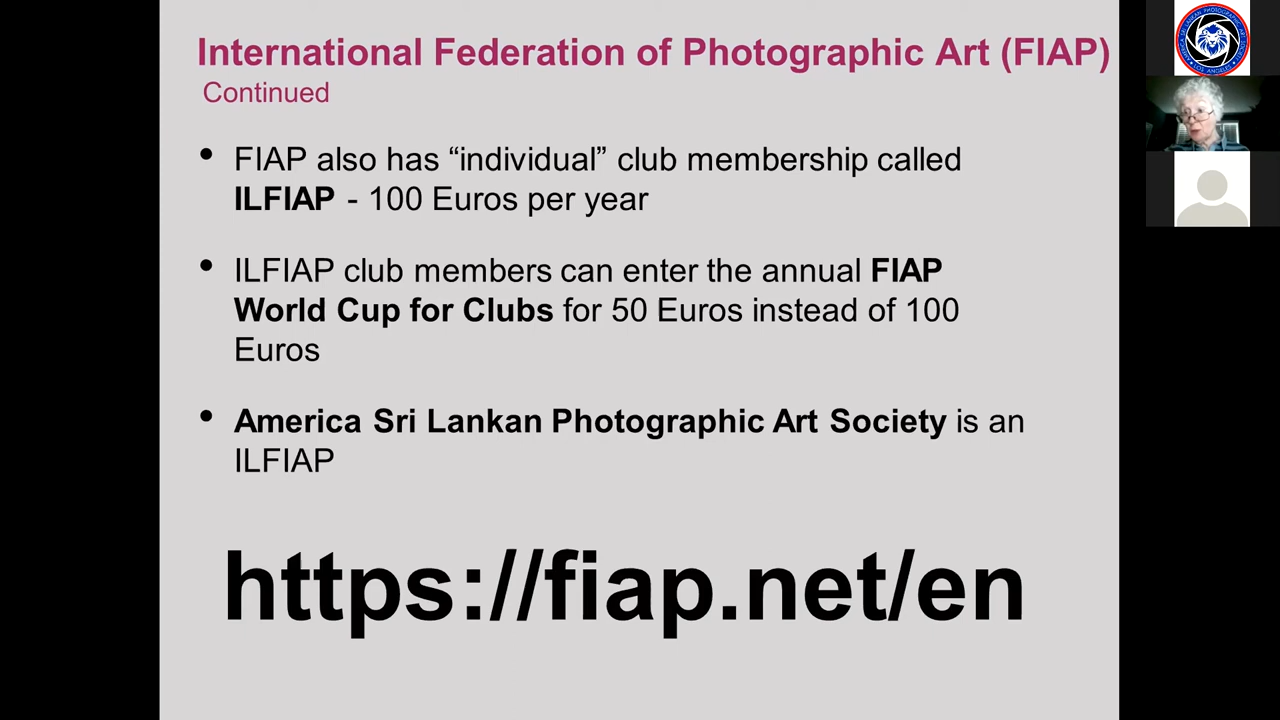 International Federation of Photographic Art (FIAP)
Continued
• FIAP also has “individual” club membership called
ILFIAP - 100 Euros per year
• ILFIAP club members can enter the annual FIAP
World Cup for Clubs for 50 Euros instead of 100
Euros
• America Sri Lankan Photographic Art Society is an
ILFIAP
https://fiap.net/en
LOS ANGELES